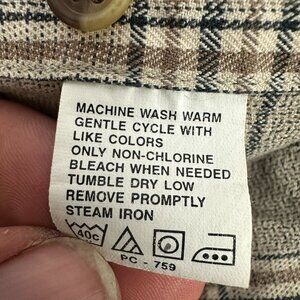 MACHINE WASH WARM
GENTLE CYCLE WITH
LIKE COLORS
ONLY NON-CHLORINE
BLEACH WHEN NEEDED
TUMBLE DRY LOW
REMOVE PROMPTLY
STEAM IRON
40C
PC - 759